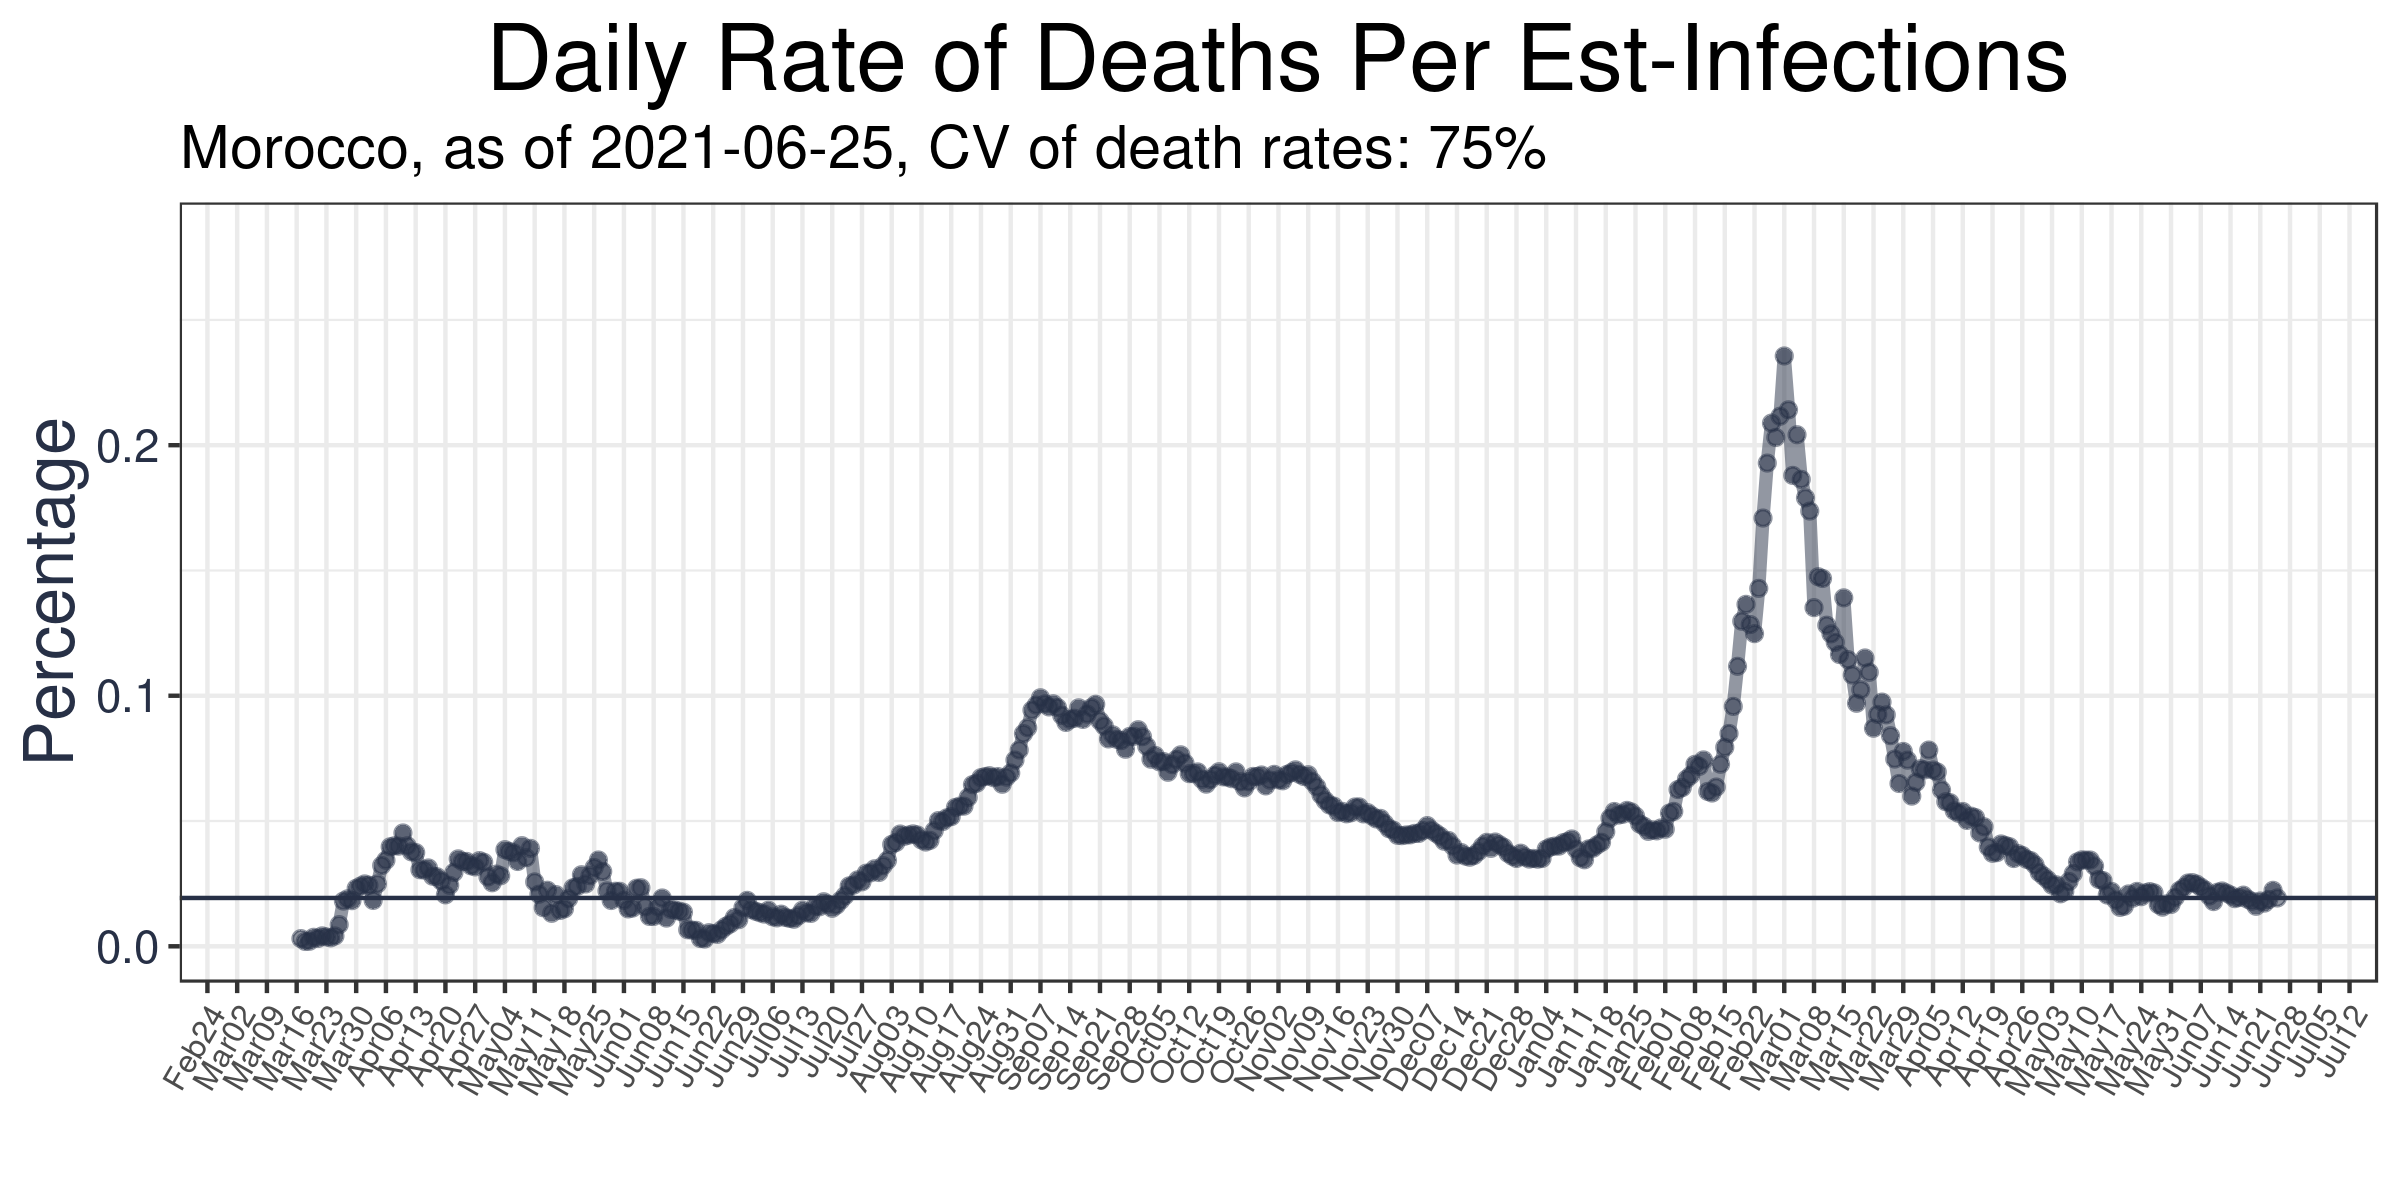 Daily Rate of Deaths Per Est-Infections
Morocco, as of 2021-06-25, CV of death rates: 75%
Percentage
0.2
0.1
0.0
Feb24
Mar02
Mar09
Mar16
Mar23
Mar30
Apr06
Apr13
Apr20
Apr27
May04
May11
May18
May25
Jun01
Jun08
Jun15
Jun22
Jun29
Jul06
Jul13
Jul20
Jul27
Aug03
Aug10
Aug17
Aug24
Aug31
Sep07
Sep14
Sep21
Sep28
Oct05
Oct12
Oct19
Oct26
Nov02
Nov09
Nov16
Nov23
Nov30
Dec07
Dec14
Dec21
Dec28
Jan04
Jan11
Jan18
Jan25
Feb01
Feb08
Feb15
Feb22
Mar01
Mar08
Mar15
Mar22
Mar29
Apr05
Apr12
Apr19
Apr26
May03
May10
May17
May24
May31
Jun07
Jun14
Jun21
Jun28
Jul05
Jul12